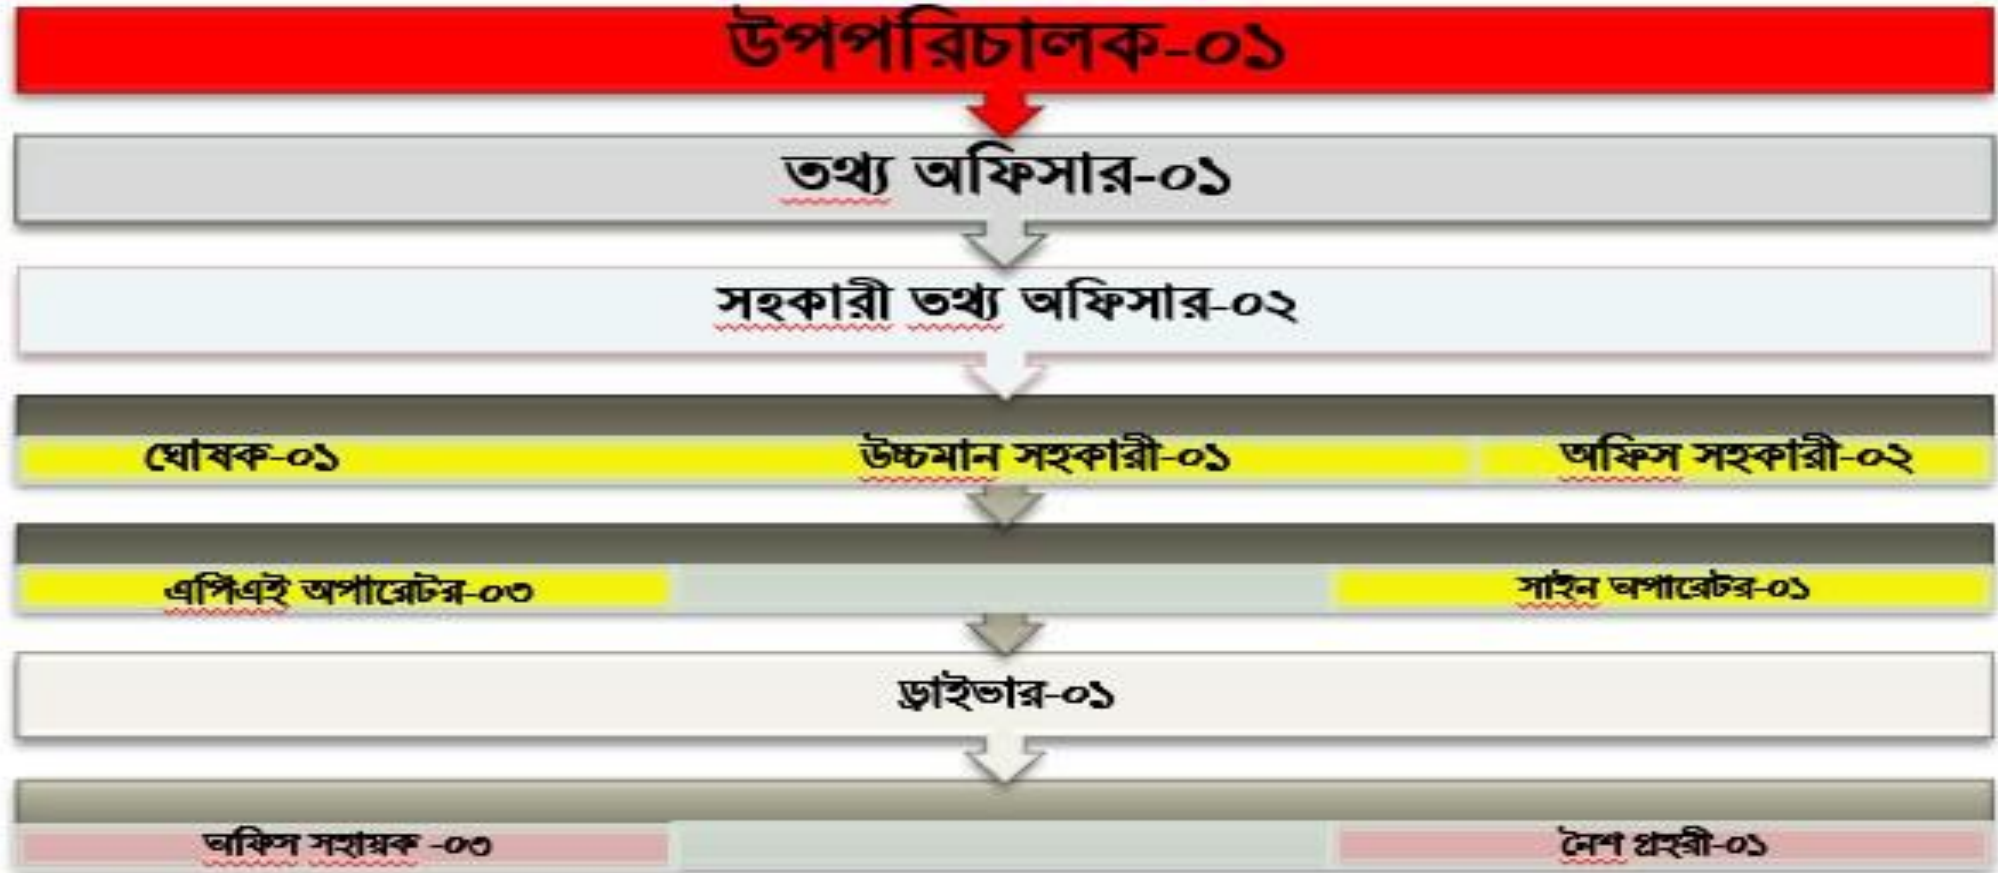 উপপরিচালক-০১
তথ্য অফিসার-০১
সহকারী তথ্য অফিসার-০২
ঘোষক-০১ উচ্চমান সহকারী-০১ অফিস সহকারী-০২
এপিএই অপারেটর-০৩ সাইন অপারেটর-০১
ড্রাইভার-০১
অফিস সহায়ক -০৩ নৈশ প্রহরী-০১